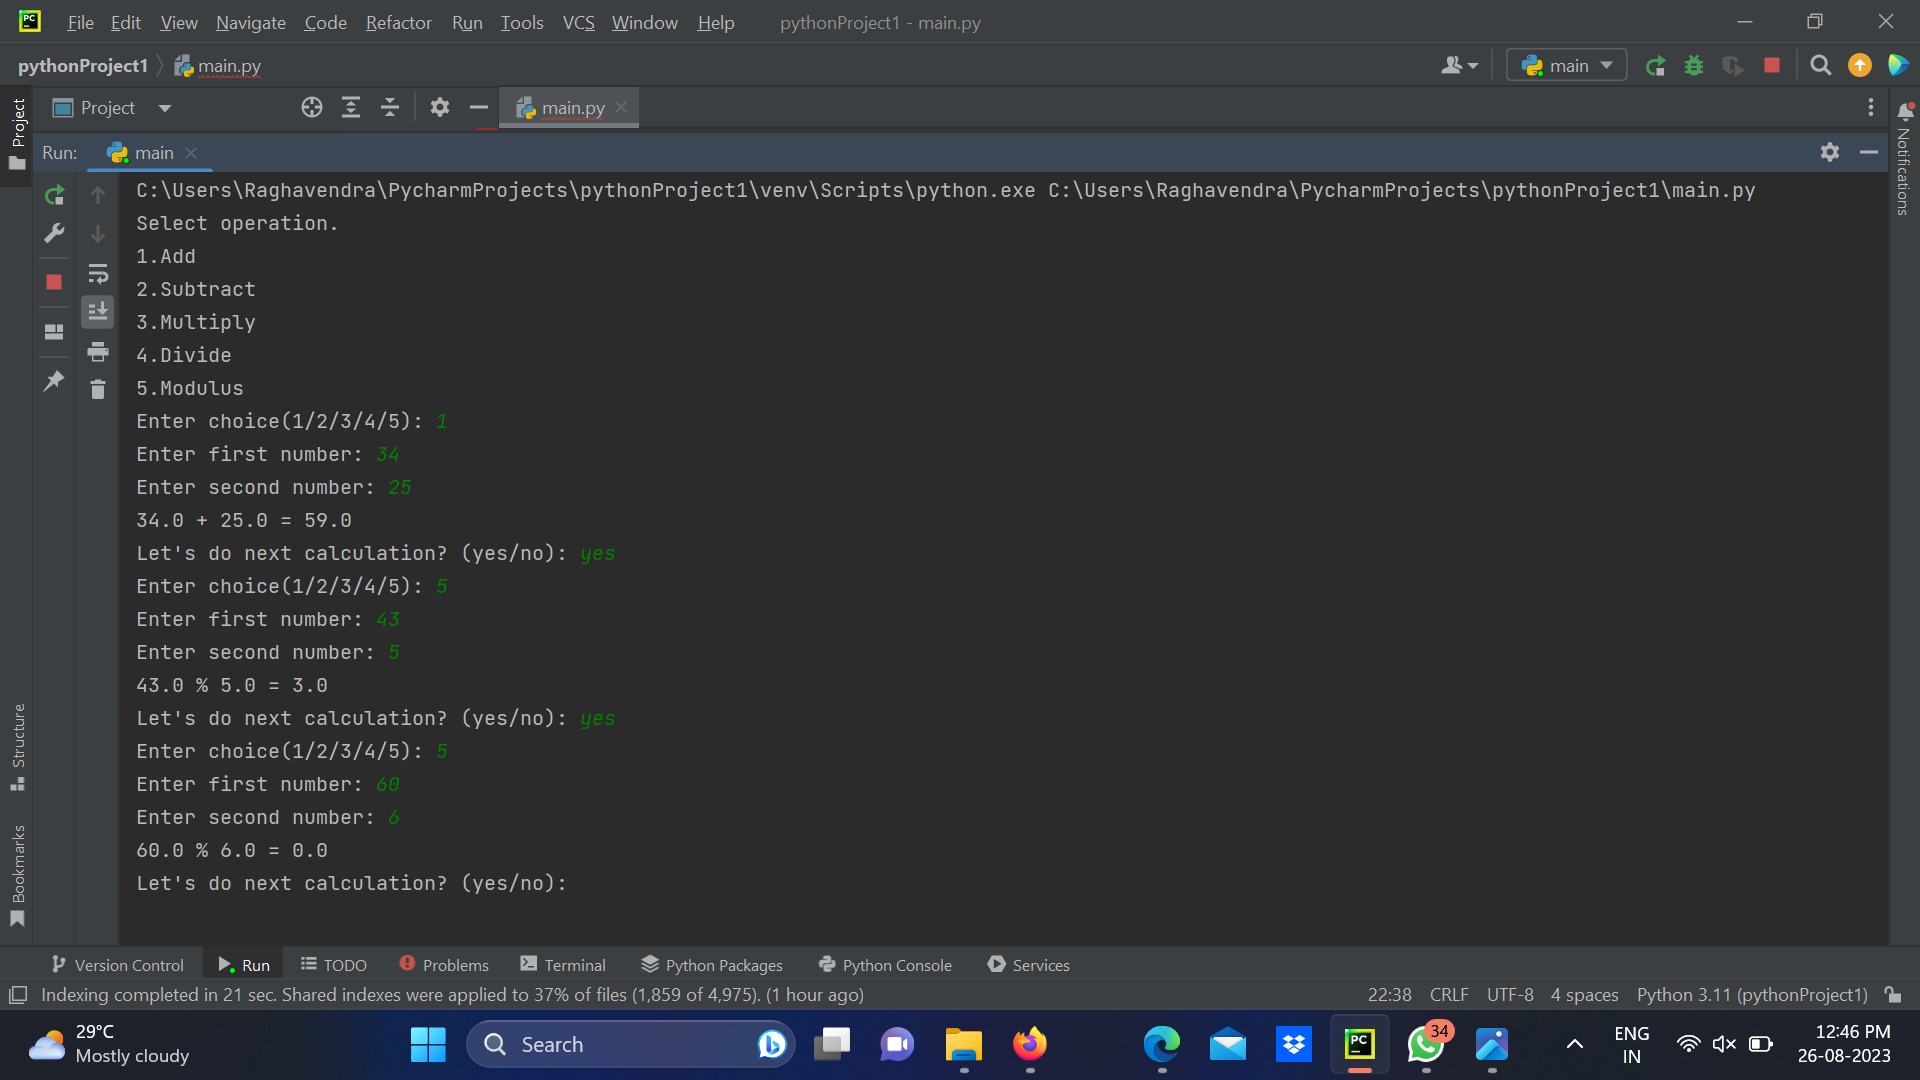 PC File Edit View Navigate Code Refactor Run Tools VCS Window Help pythonProject1 - main.py
pythonProject1 main.py main
Project main.py
Project
Run: main
Notifications
C:\Users\Raghavendra\PycharmProjects\pythonProject1\venv\Scripts\python.exe C:\Users\Raghavendra\PycharmProjects\pythonProject1\main.py
Select operation.
1.Add
2.Subtract
3.Multiply
4.Divide
5.Modulus
Enter choice(1/2/3/4/5): 1
Enter first number: 34
Enter second number: 25
34.0 + 25.0 = 59.0
Let's do next calculation? (yes/no): yes
Enter choice(1/2/3/4/5): 5
Enter first number: 43
Enter second number: 5
43.0 % 5.0 = 3.0
Let's do next calculation? (yes/no): yes
Enter choice(1/2/3/4/5): 5
Enter first number: 60
Enter second number: 6
60.0 % 6.0 = 0.0
Let's do next calculation? (yes/no):
Structure
Bookmarks
Version Control Run TODO Problems Terminal Python Packages Python Console Services
Indexing completed in 21 sec. Shared indexes were applied to 37% of files (1,859 of 4,975). (1 hour ago) 22:38 CRLF UTF-8 4 spaces Python 3.11 (pythonProject1)
29°C
Mostly cloudy
Search
PC
34
ENG
IN
12:46 PM
26-08-2023